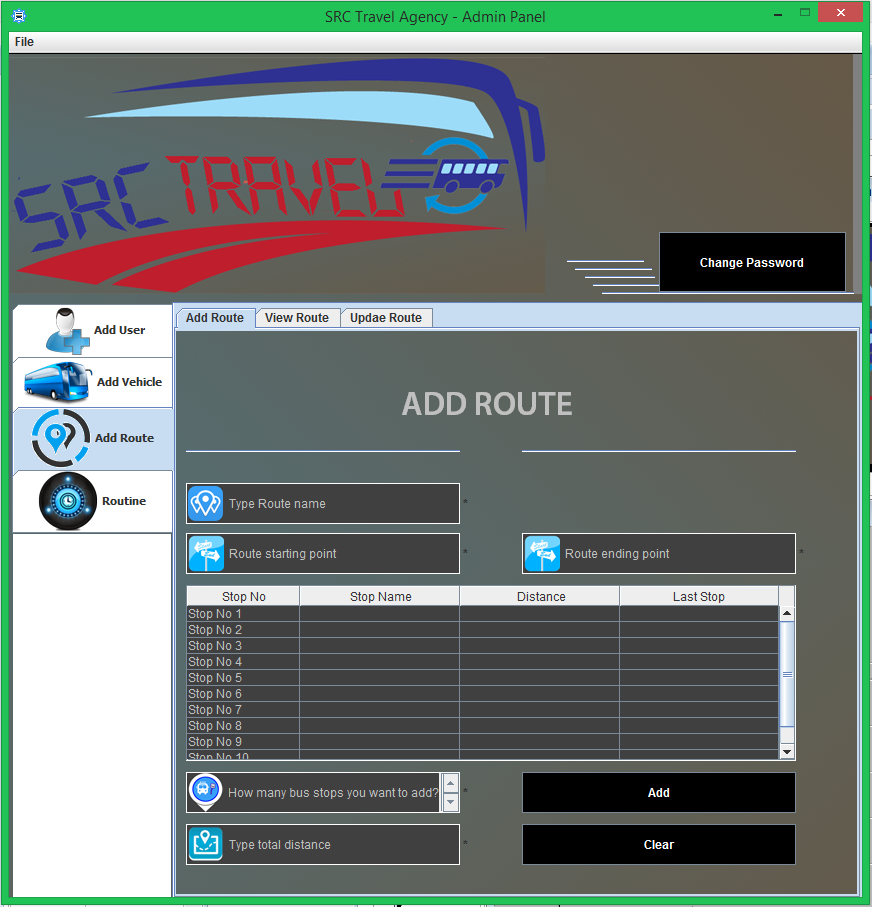 SRC Travel Agency - Admin Panel
File
SRC TRAVEL
Change Password
Add User
Add Vehicle
Add Route
Routine
Add Route View Route Updae Route
ADD ROUTE
Type Route name *
Route starting point * Route ending point *
Stop No Stop Name Distance Last Stop
Stop No 1
Stop No 2
Stop No 3
Stop No 4
Stop No 5
Stop No 6
Stop No 7
Stop No 8
Stop No 9
Stop No 10
How many bus stops you want to add? * Add
Type total distance * Clear